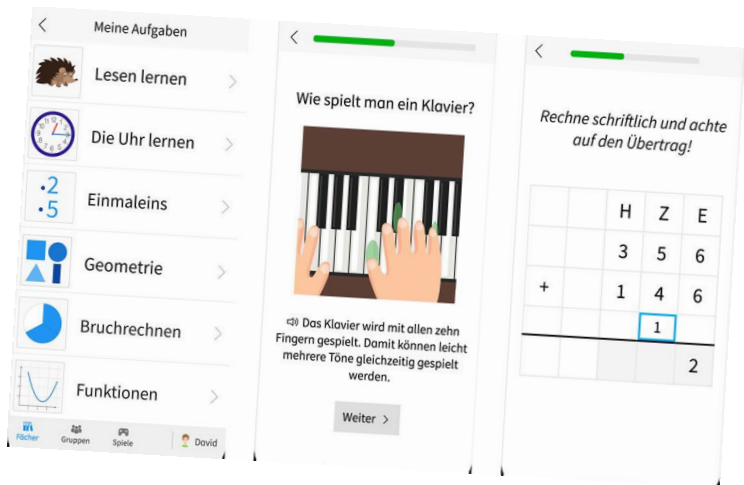 Meine Aufgaben
Lesen lernen
Die Uhr lernen
·2
·5
Einmaleins
Geometrie
Bruchrechnen
Funktionen
Fächer
Gruppen
Spiele
David
Wie spielt man ein Klavier?
Das Klavier wird mit allen zehn
Fingern gespielt. Damit können leicht
mehrere Töne gleichzeitig gespielt
werden.
Weiter >
Rechne schriftlich und achte
auf den Übertrag!
H Z E
3 5 6
+ 1 4 6
1
2